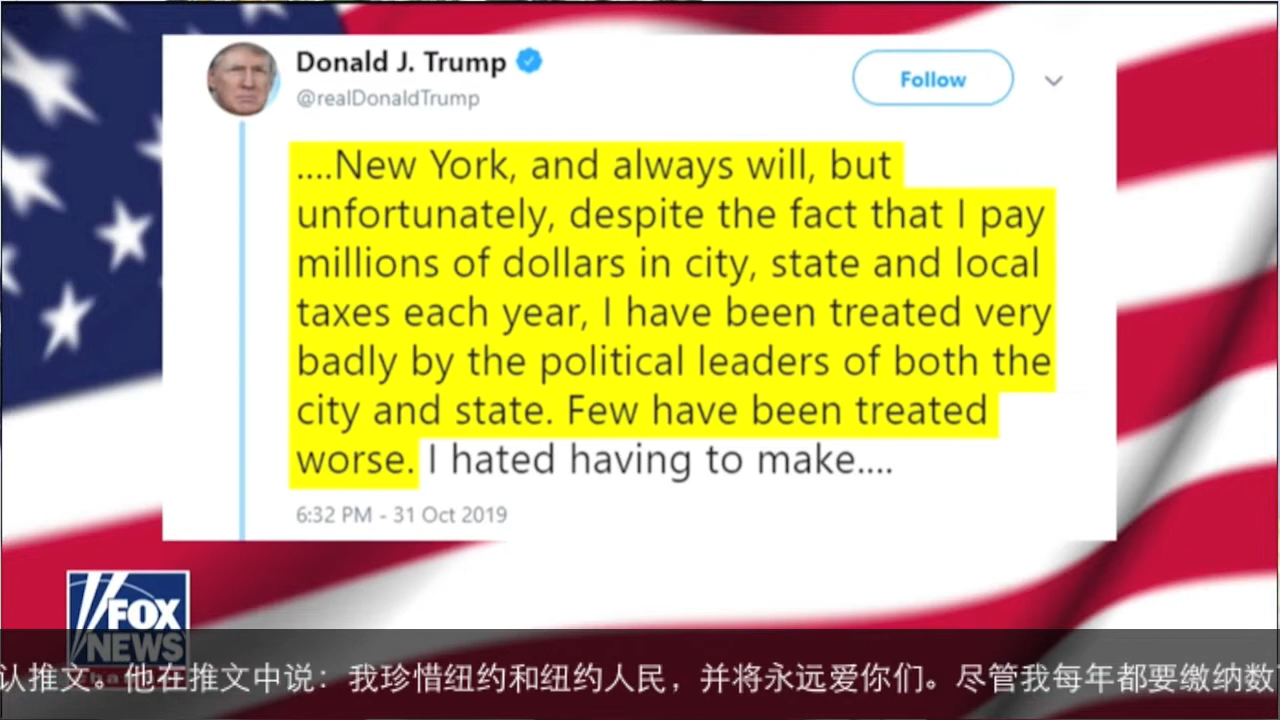 Donald J. Trump
@realDonaldTrump
Follow
....New York, and always will, but
unfortunately, despite the fact that I pay
millions of dollars in city, state and local
taxes each year, I have been treated very
badly by the political leaders of both the
city and state. Few have been treated
worse. I hated having to make....
6:32 PM - 31 Oct 2019
FOX
NEWS
认推文。他在推文中说：我珍惜纽约和纽约人民，并将永远爱你们。尽管我每年都要缴纳数